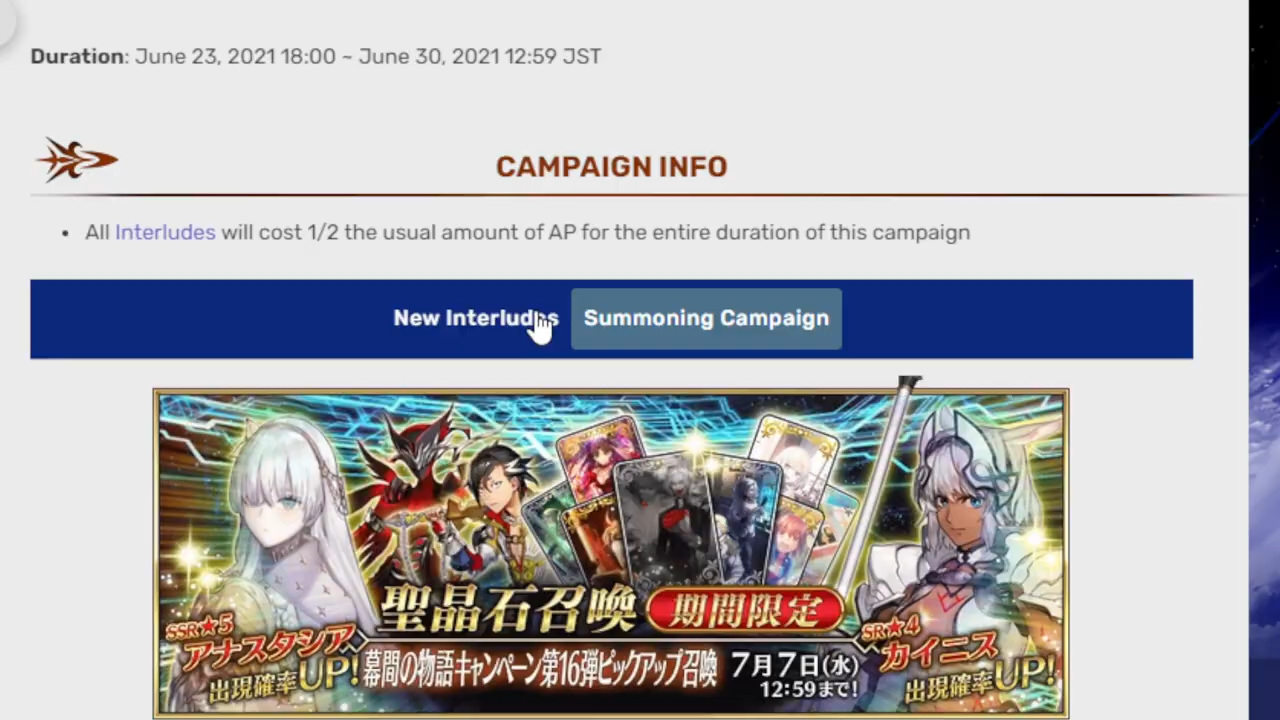 Duration: June 23, 2021 18:00 ~ June 30, 2021 12:59 JST
CAMPAIGN INFO
• All Interludes will cost 1/2 the usual amount of AP for the entire duration of this campaign
New Interludes Summoning Campaign
聖晶石召喚 期間限定
SSR★5
アナスタシア
出現確率UP!
幕間の物語キャンペーン第16弾ピックアップ召喚
7月7日(水)
12:59まで!
SR★4
カイニス
出現確率UP!